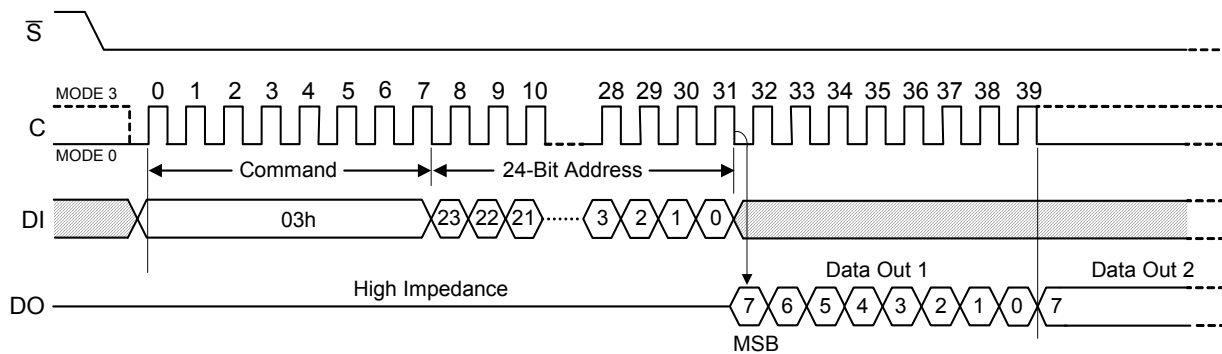 S̅
MODE 3
0 1 2 3 4 5 6 7 8 9 10 28 29 30 31 32 33 34 35 36 37 38 39
C
MODE 0
Command
24-Bit Address
DI
03h
23 22 21 3 2 1 0
Data Out 1
Data Out 2
High Impedance
DO
7 6 5 4 3 2 1 0 7
MSB